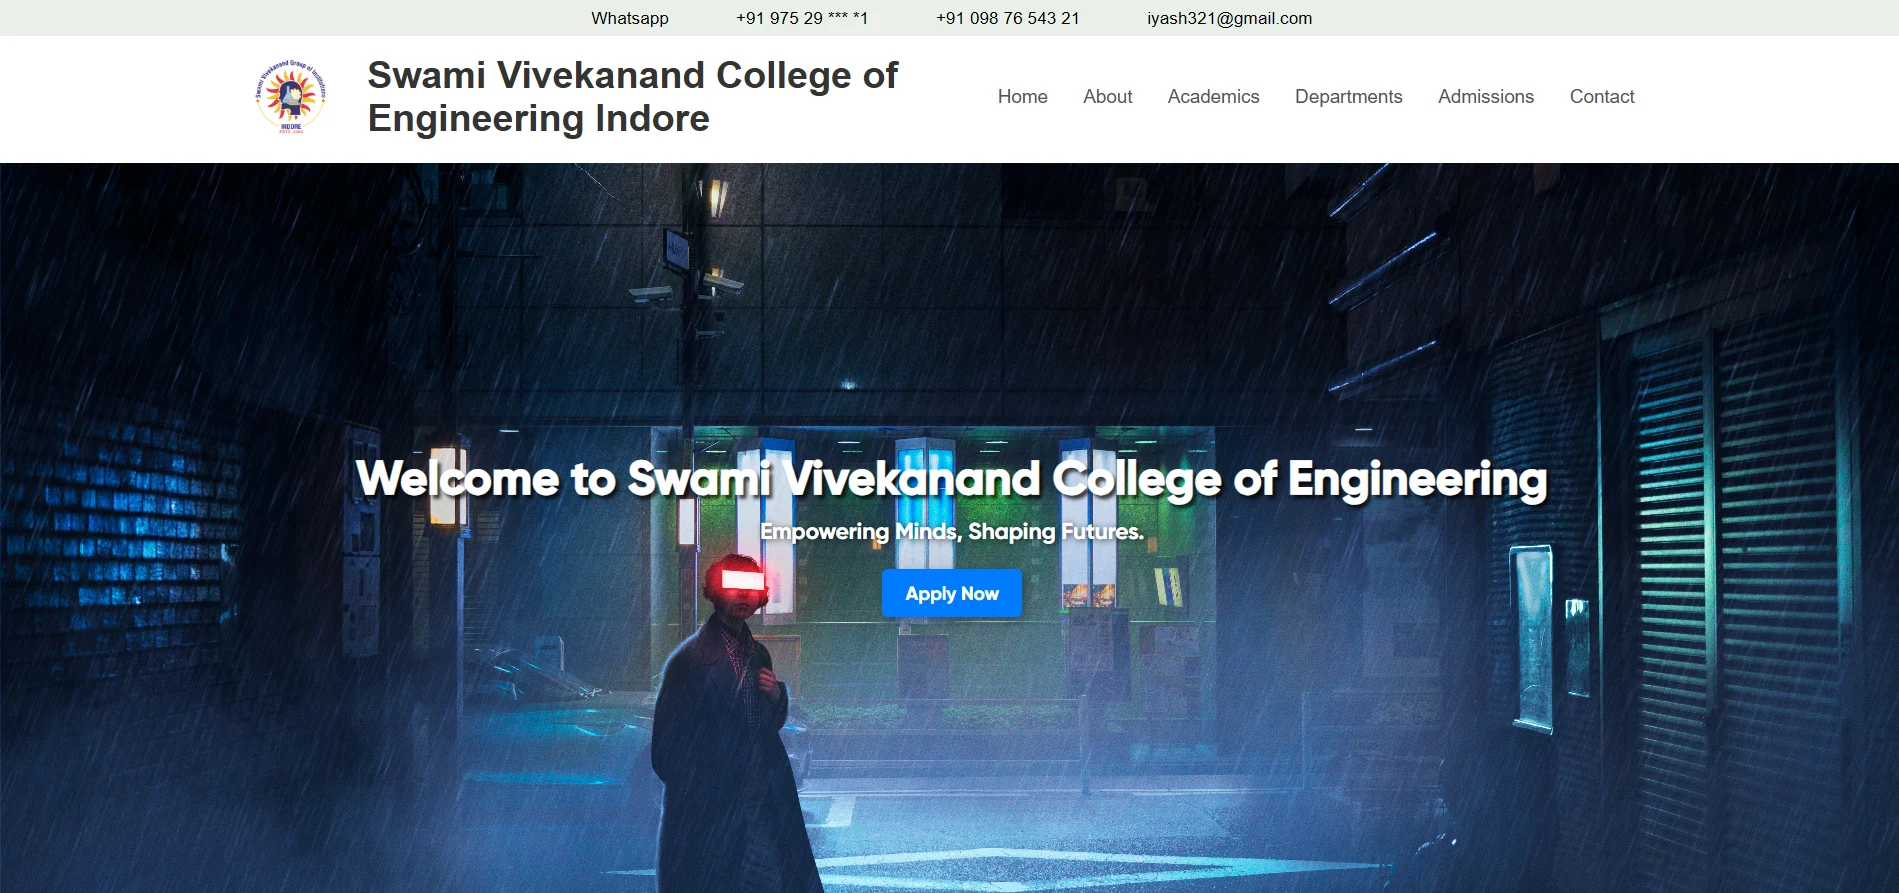 Whatsapp +91 975 29 *** *1 +91 098 76 543 21 iyash321@gmail.com
Swami Vivekanand Group of Institutions
INDORE
Swami Vivekanand College of
Engineering Indore
Home About Academics Departments Admissions Contact
Welcome to Swami Vivekanand College of Engineering
Empowering Minds, Shaping Futures.
Apply Now